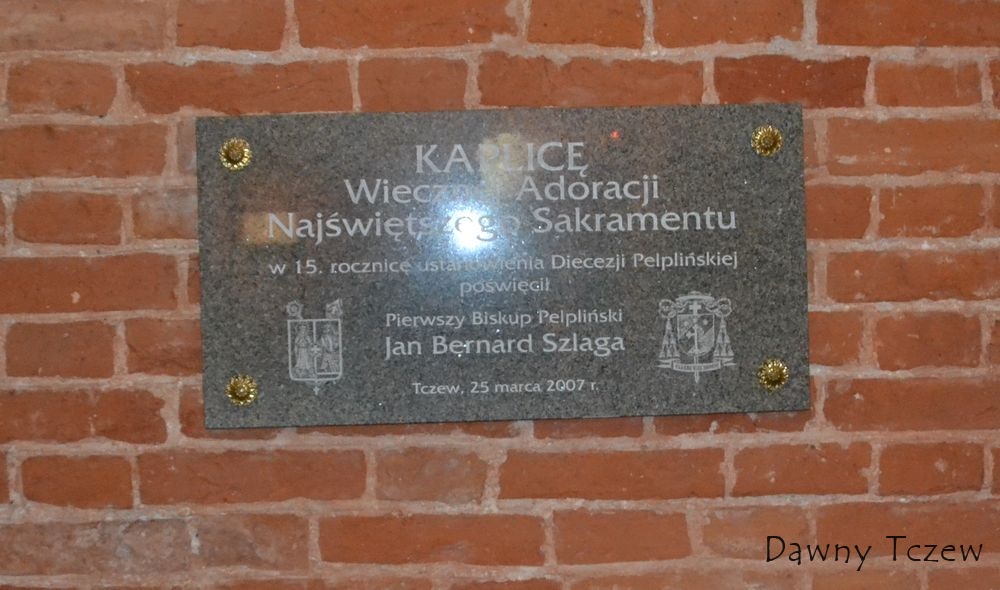 KAPLICĘ
Wieczystej Adoracji
Najświętszego Sakramentu
w 15. rocznicę ustanowienia Diecezji Pelplińskiej
poświęcił
Pierwszy Biskup Pelpliński
Jan Bernard Szlaga
Tczew, 25 marca 2007 r.
Dawny Tczew